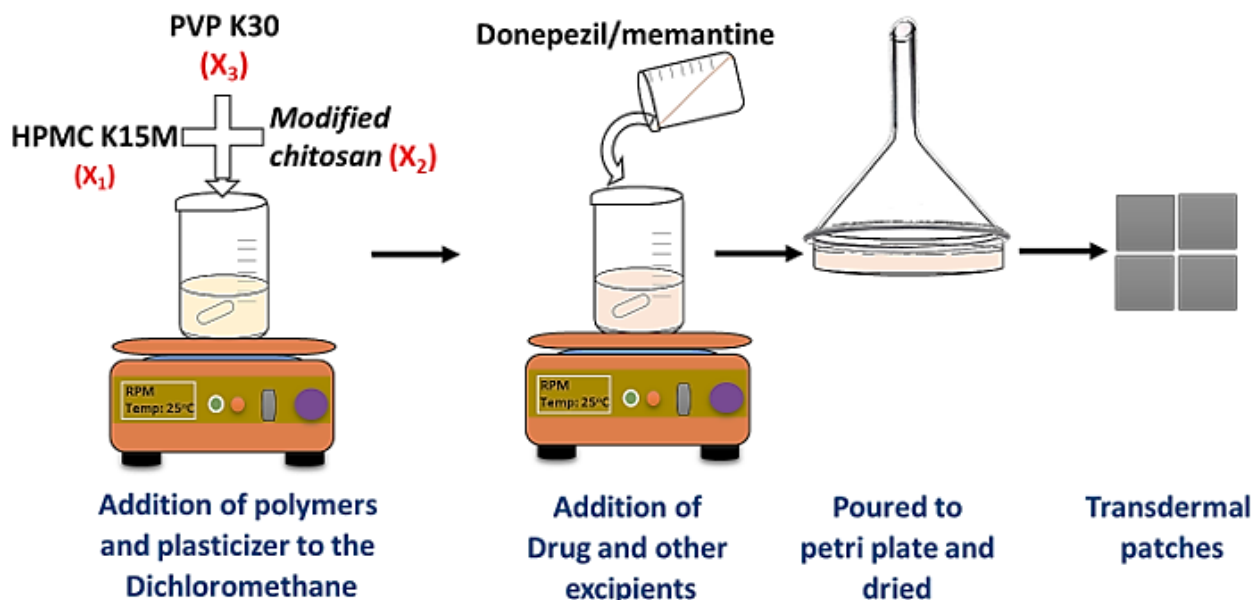 PVP K30
(X₃)
HPMC K15M
(X₁)
Modified
chitosan (X₂)
RPM
Temp: 25°C
Addition of polymers
and plasticizer to the
Dichloromethane
Donepezil/memantine
RPM
Temp: 25°C
Addition of
Drug and other
excipients
Poured to
petri plate and
dried
Transdermal
patches